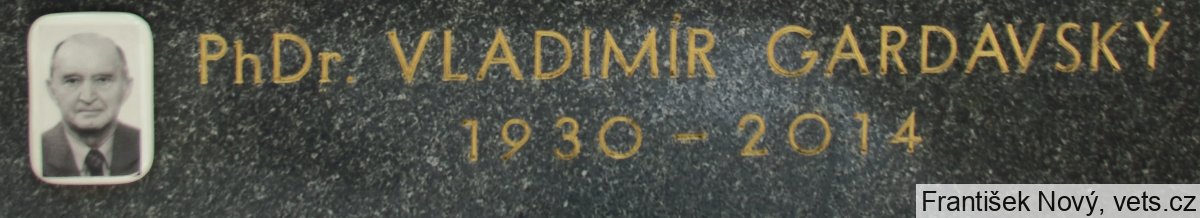 PhDr. VLADIMÍR GARDAVSKÝ
1930 – 2014
František Nový, vets.cz